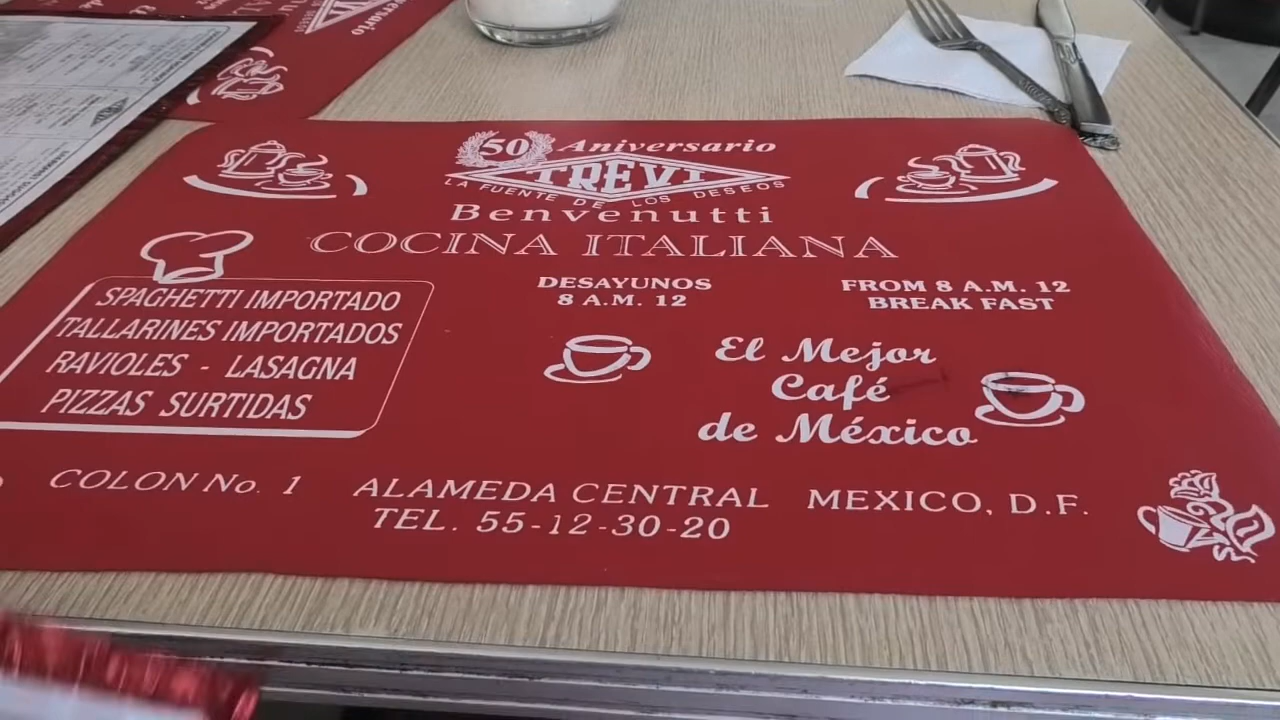 50 Aniversario
TREVI
LA FUENTE DE LOS DESEOS
Benvenutti
COCINA ITALIANA
SPAGHETTI IMPORTADO
TALLARINES IMPORTADOS
RAVIOLES - LASAGNA
PIZZAS SURTIDAS
DESAYUNOS
8 A.M. 12
FROM 8 A.M. 12
BREAK FAST
El Mejor
Café
de México
COLON No. 1 ALAMEDA CENTRAL MEXICO, D.F.
TEL. 55-12-30-20